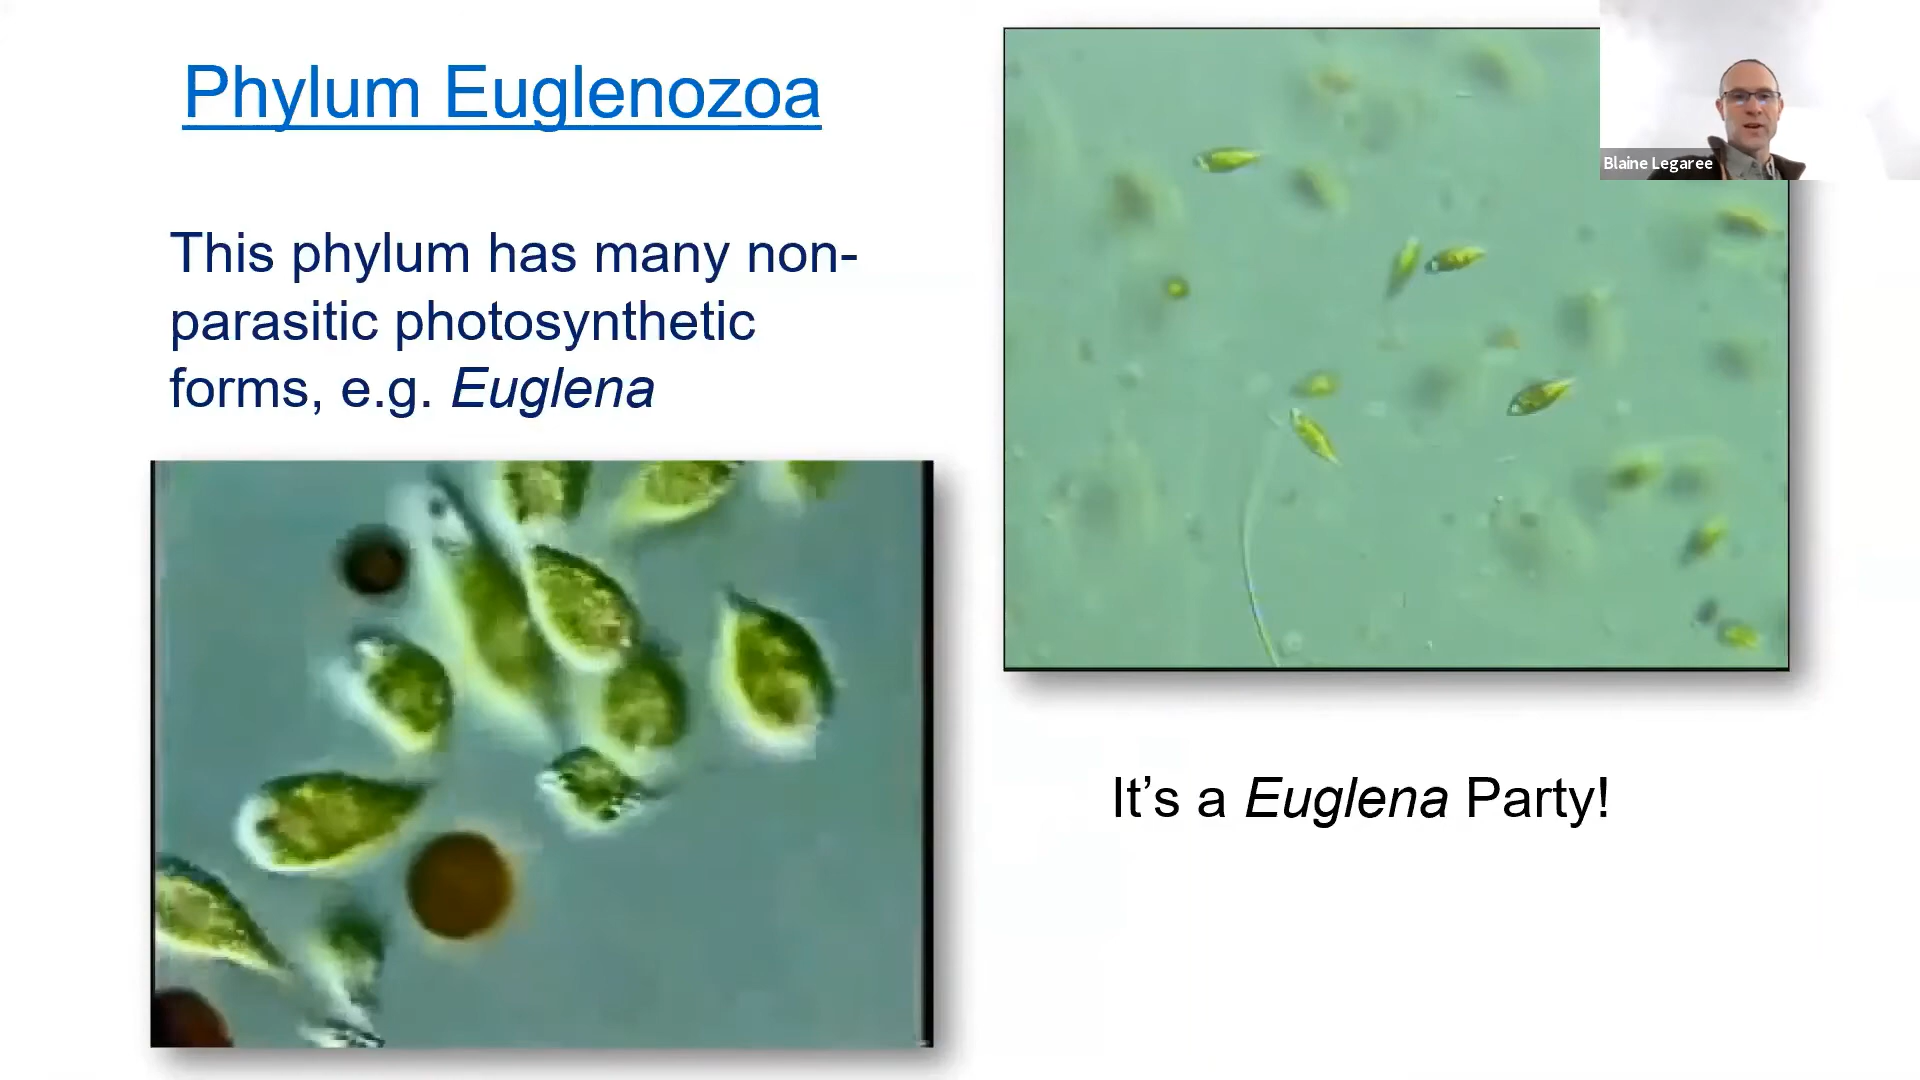 Phylum Euglenozoa
Blaine Legaree
This phylum has many non-
parasitic photosynthetic
forms, e.g. Euglena
It’s a Euglena Party!